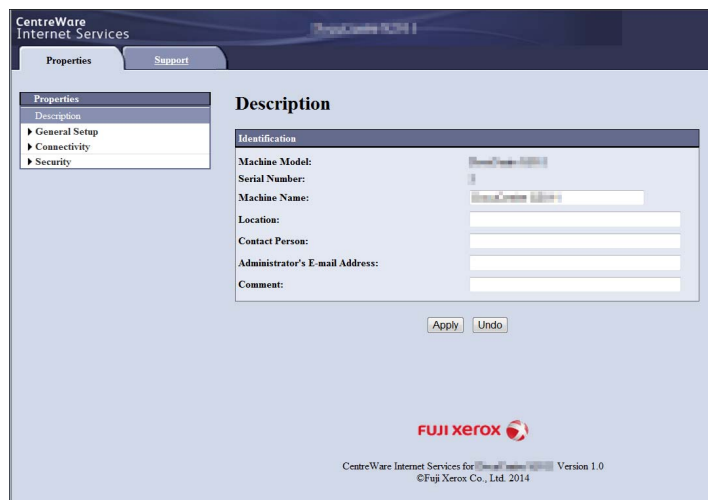 CentreWare
Internet Services
Properties
Support
Properties
Description
General Setup
Connectivity
Security
Description
Identification
Machine Model:
Serial Number:
Machine Name:
Location:
Contact Person:
Administrator's E-mail Address:
Comment:
Apply Undo
FUJI xerox
CentreWare Internet Services for Version 1.0
©Fuji Xerox Co., Ltd. 2014